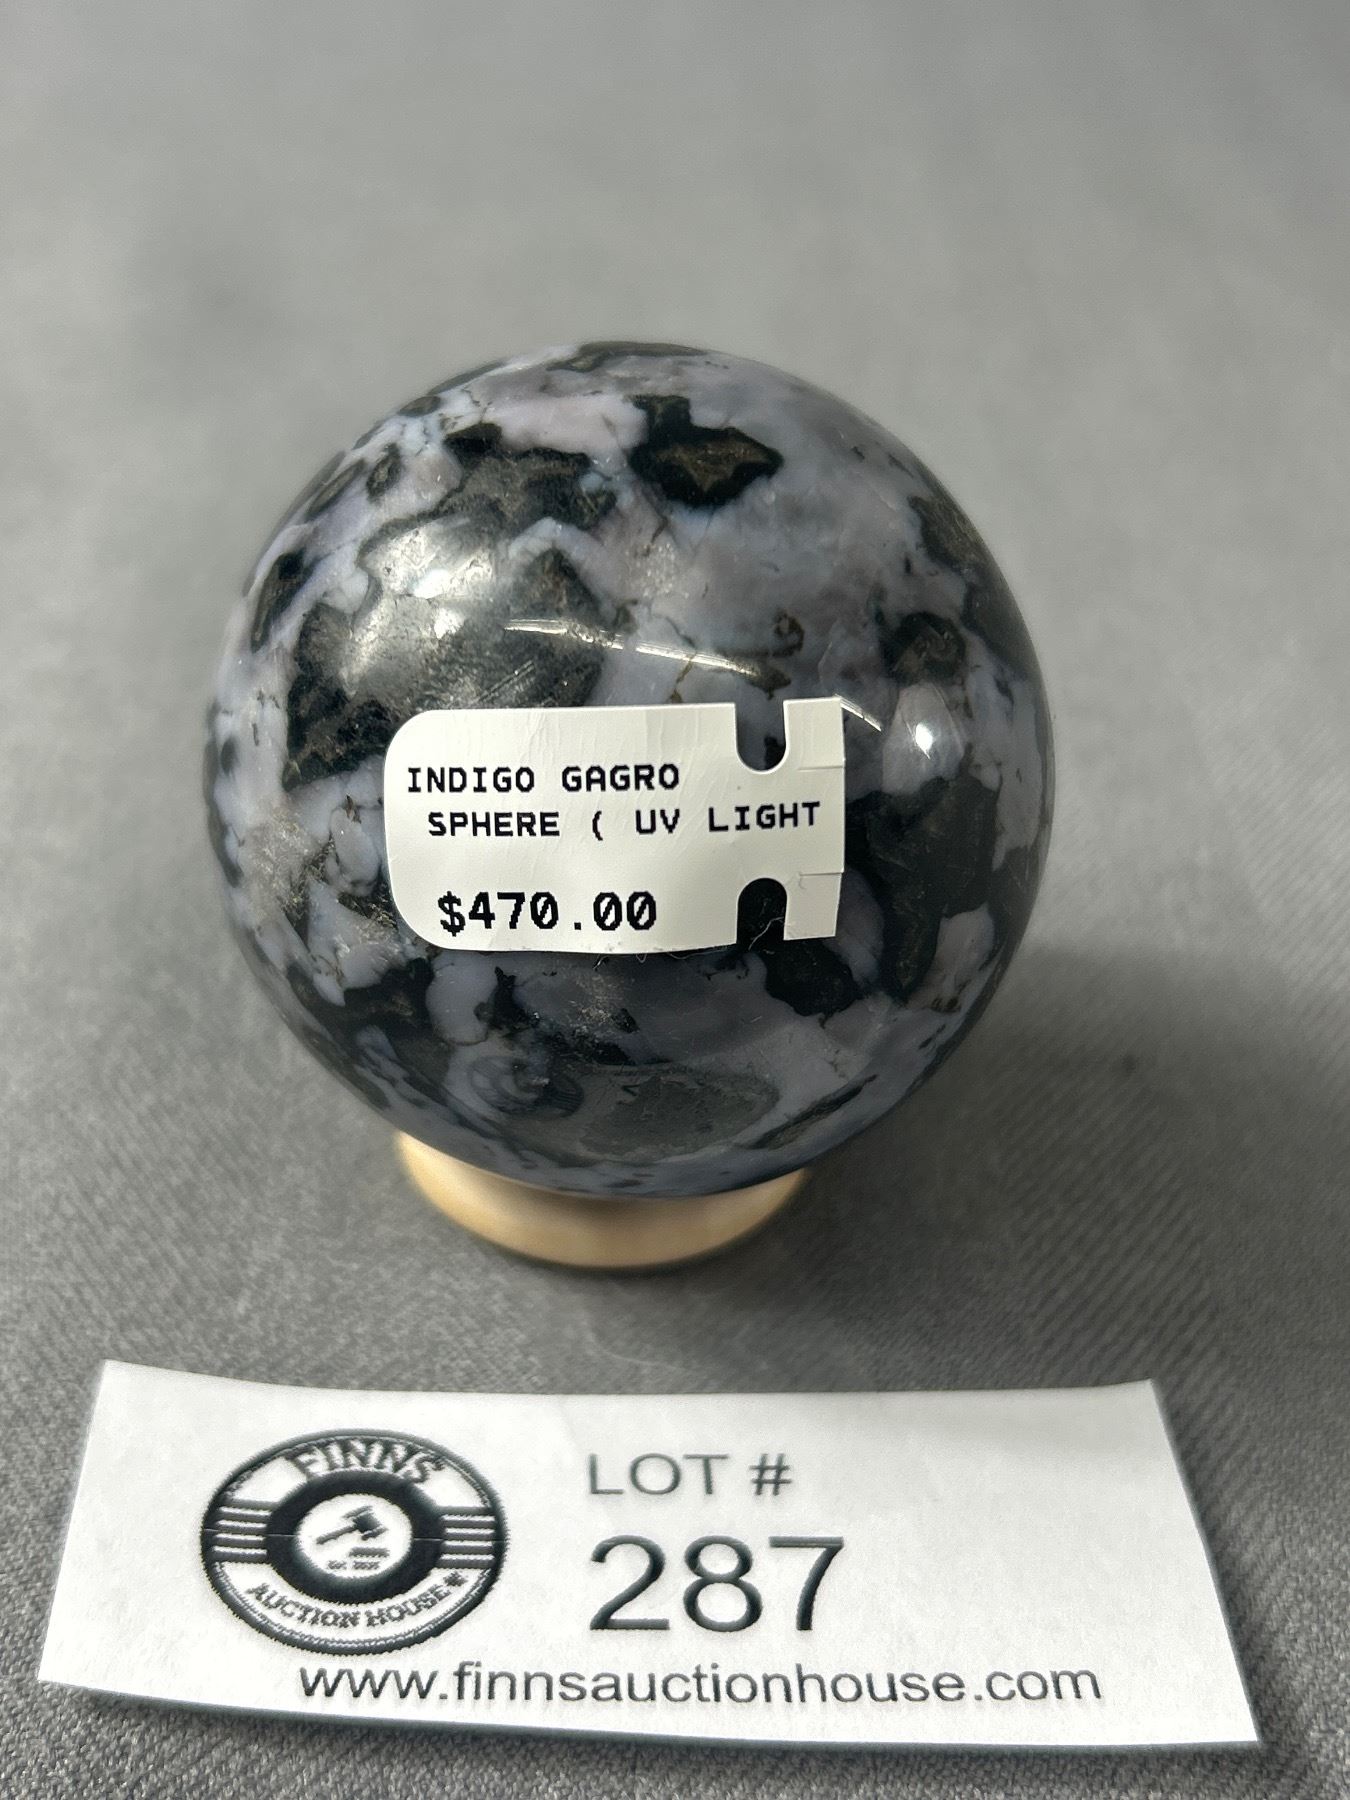 INDIGO GAGRO
SPHERE ( UV LIGHT
$470.00
FINNS
AUCTION HOUSE
LOT #
287
www.finnsauctionhouse.com